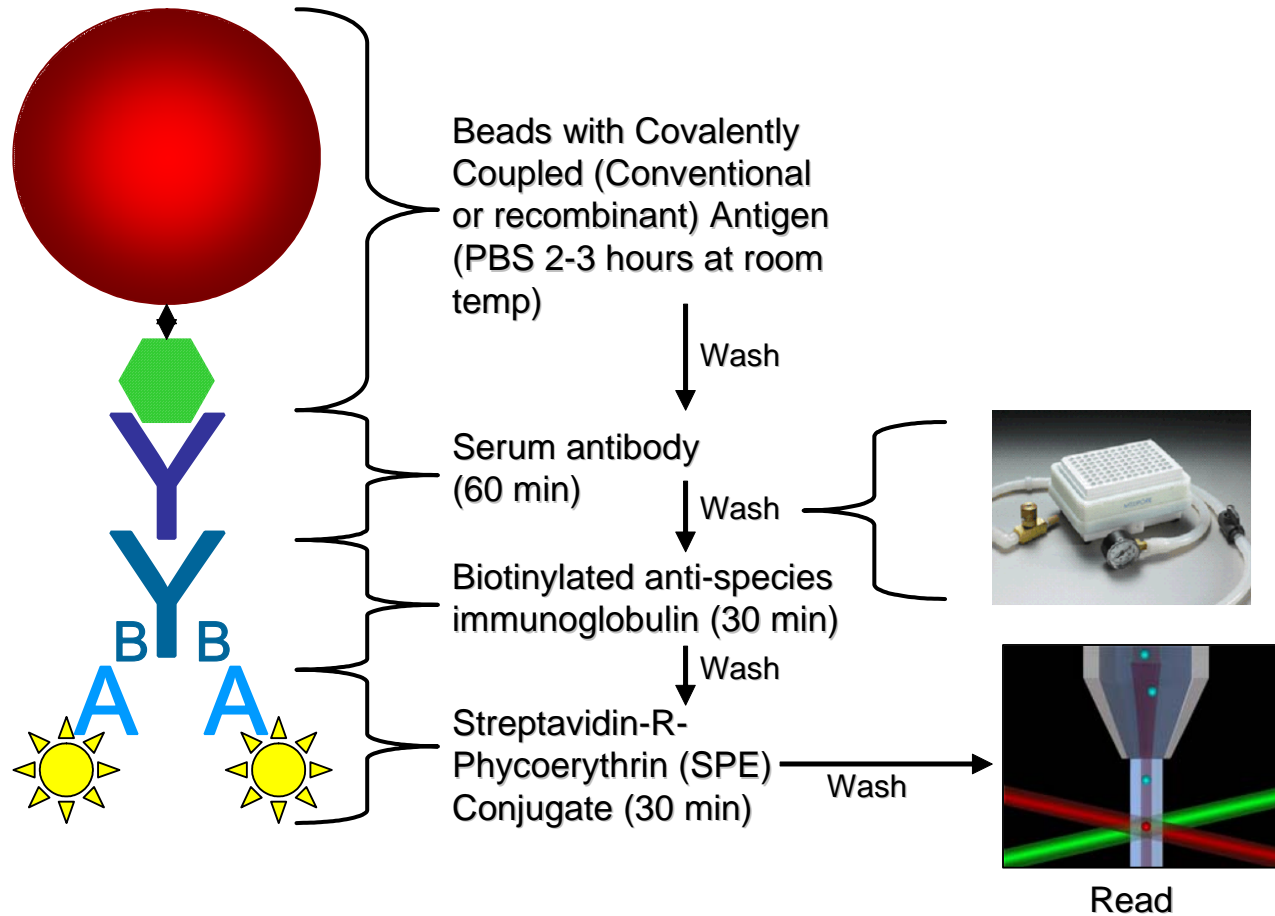 Beads with Covalently
Coupled (Conventional
or recombinant) Antigen
(PBS 2-3 hours at room
temp)
Wash
Serum antibody
(60 min)
Wash
Biotinylated anti-species
immunoglobulin (30 min)
B B
Wash
A A
Streptavidin-R-
Phycoerythrin (SPE)
Conjugate (30 min)
Wash
Read